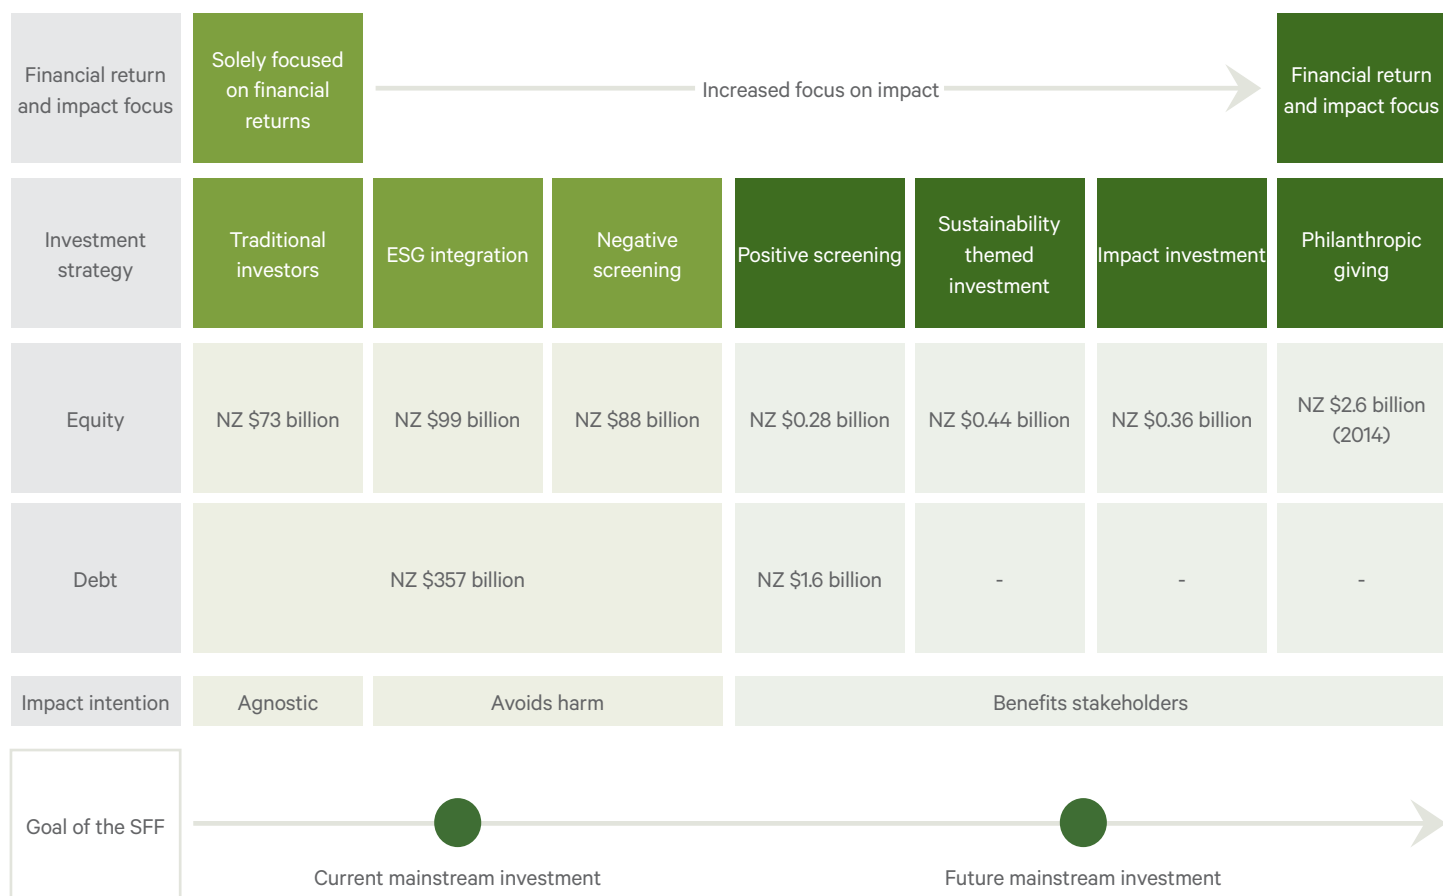 Financial return
and impact focus
Solely focused
on financial
returns
Increased focus on impact
Financial return
and impact focus
Investment
strategy
Traditional
investors
ESG integration
Negative
screening
Positive screening
Sustainability
themed
investment
Impact investment
Philanthropic
giving
Equity
NZ $73 billion
NZ $99 billion
NZ $88 billion
NZ $0.28 billion
NZ $0.44 billion
NZ $0.36 billion
NZ $2.6 billion
(2014)
Debt
NZ $357 billion
NZ $1.6 billion
-
-
-
Impact intention
Agnostic
Avoids harm
Benefits stakeholders
Goal of the SFF
Current mainstream investment
Future mainstream investment